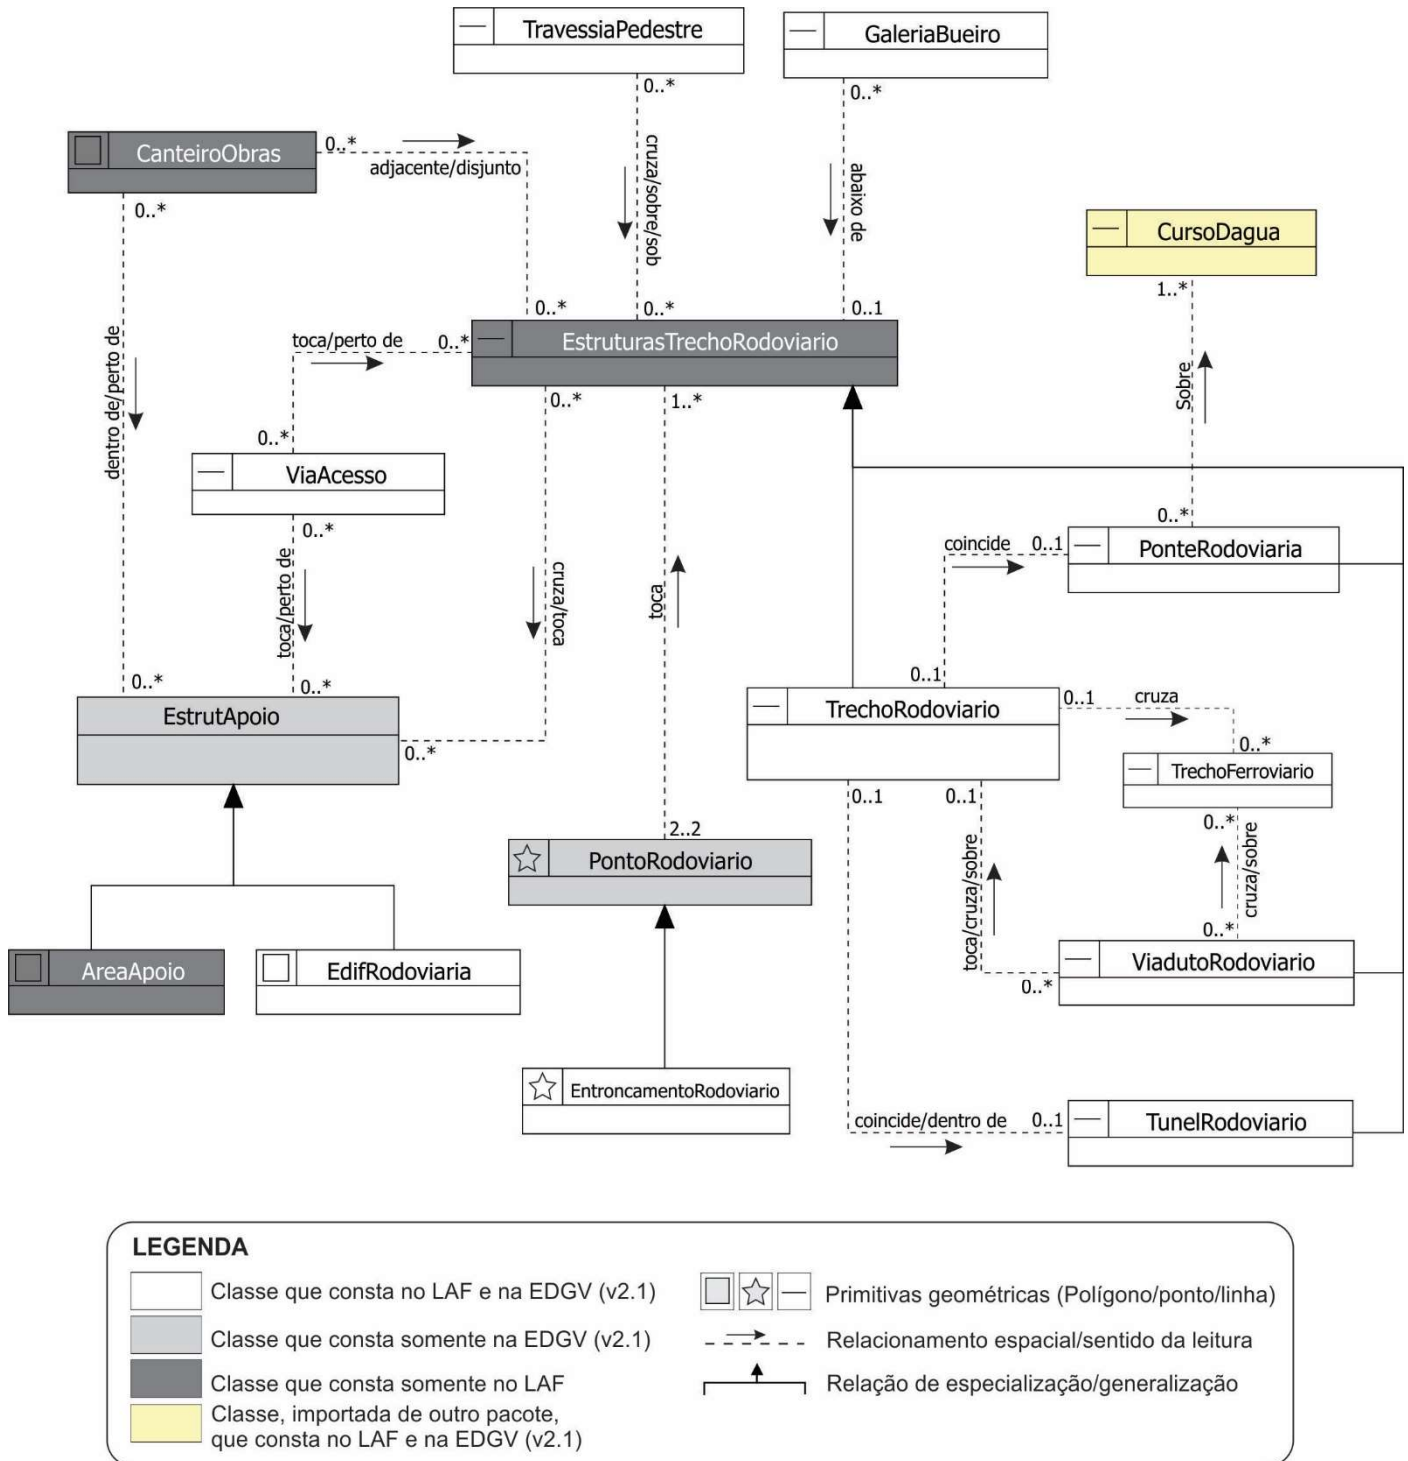 TravessiaPedestre
GaleriaBueiro
0..*
0..*
CanteiroObras
0..*
adjacente/disjunto
cruza/sobre/sob
abaixo de
0..*
CursoDagua
1..*
dentro de/perto de
0..*
0..*
0..1
toca/perto de
0..*
EstruturasTrechoRodoviario
Sobre
0..*
1..*
0..*
ViaAcesso
0..*
0..*
coincide
0..1
PonteRodoviaria
toca/perto de
cruza/toca
toca
0..1
0..*
0..*
TrechoRodoviario
0..1
cruza
EstrutApoio
0..*
0..*
TrechoFerroviario
0..1
0..1
0..*
2..2
PontoRodoviario
toca/cruza/sobre
cruza/sobre
0..*
AreaApoio
EdifRodoviaria
ViadutoRodoviario
0..*
EntroncamentoRodoviario
coincide/dentro de
0..1
TunelRodoviario
LEGENDA
Classe que consta no LAF e na EDGV (v2.1)
Primitivas geométricas (Polígono/ponto/linha)
Classe que consta somente na EDGV (v2.1)
Relacionamento espacial/sentido da leitura
Classe que consta somente no LAF
Relação de especialização/generalização
Classe, importada de outro pacote,
que consta no LAF e na EDGV (v2.1)